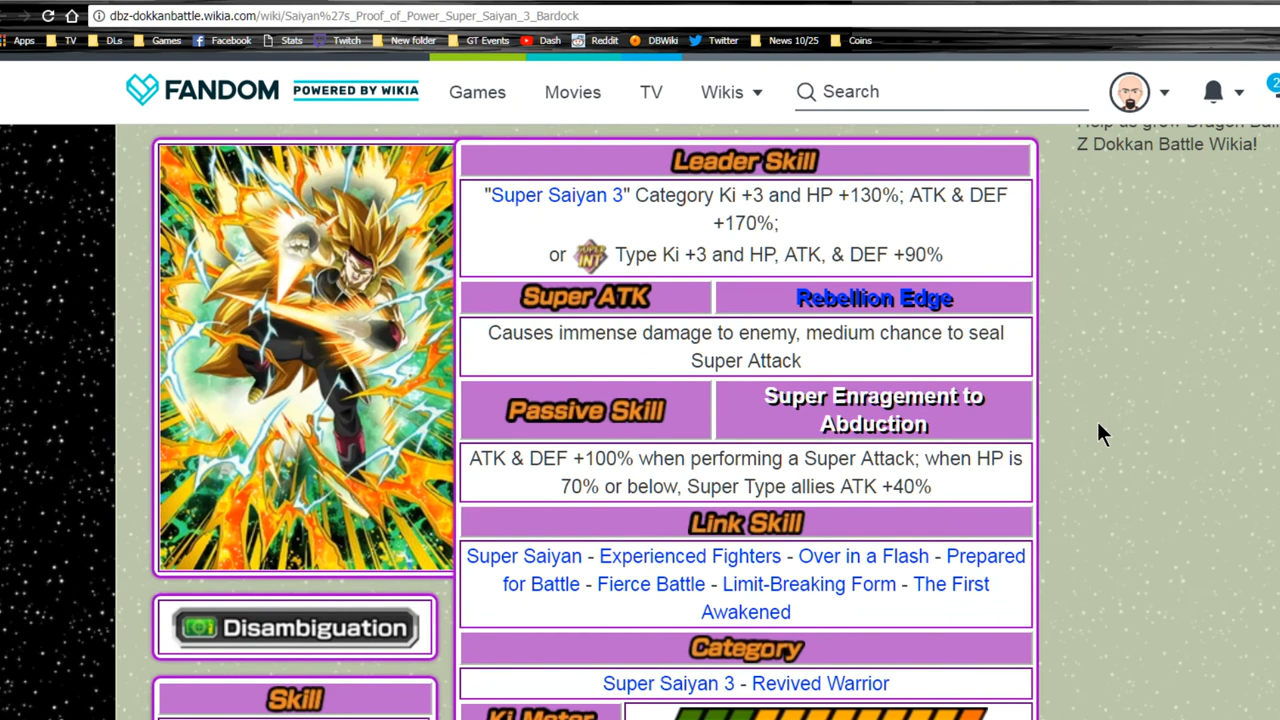 dbz-dokkanbattle.wikia.com/wiki/Saiyan%27s_Proof_of_Power_Super_Saiyan_3_Bardock
Apps TV DLs Games Facebook Stats Twitch New folder GT Events Dash Reddit DBWiki Twitter News 10/25 Coins
FANDOM POWERED BY WIKIA Games Movies TV Wikis Search 2
Z Dokkan Battle Wikia!
Leader Skill
"Super Saiyan 3" Category Ki +3 and HP +130%; ATK & DEF
+170%;
or SUPER INT Type Ki +3 and HP, ATK, & DEF +90%
Super ATK Rebellion Edge
Causes immense damage to enemy, medium chance to seal
Super Attack
Passive Skill Super Enragement to
Abduction
ATK & DEF +100% when performing a Super Attack; when HP is
70% or below, Super Type allies ATK +40%
Link Skill
Super Saiyan - Experienced Fighters - Over in a Flash - Prepared
for Battle - Fierce Battle - Limit-Breaking Form - The First
Awakened
Disambiguation
Category
Super Saiyan 3 - Revived Warrior
Skill
Ki Meter